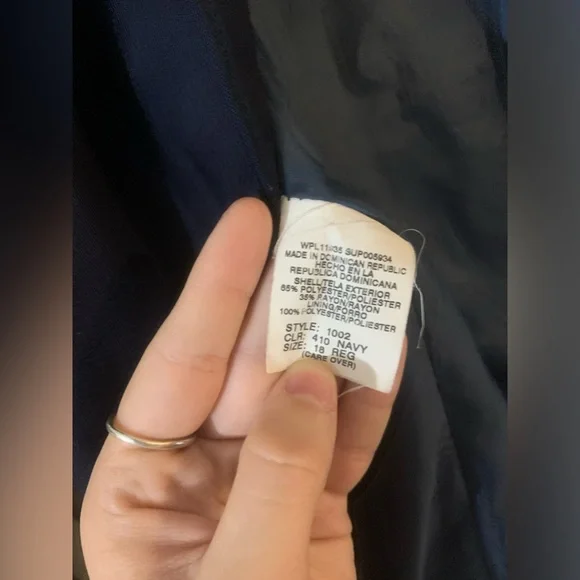 WPL11435 SUP005934
MADE IN DOMINICAN REPUBLIC
HECHO EN LA
REPUBLICA DOMINICANA
SHELL/TELA EXTERIOR
65% POLYESTER/POLIESTER
35% RAYON/RAYON
LINING/FORRO
100% POLYESTER/POLIESTER
STYLE: 1002
CLR: 410 NAVY
SIZE: 18 REG
(CARE OVER)